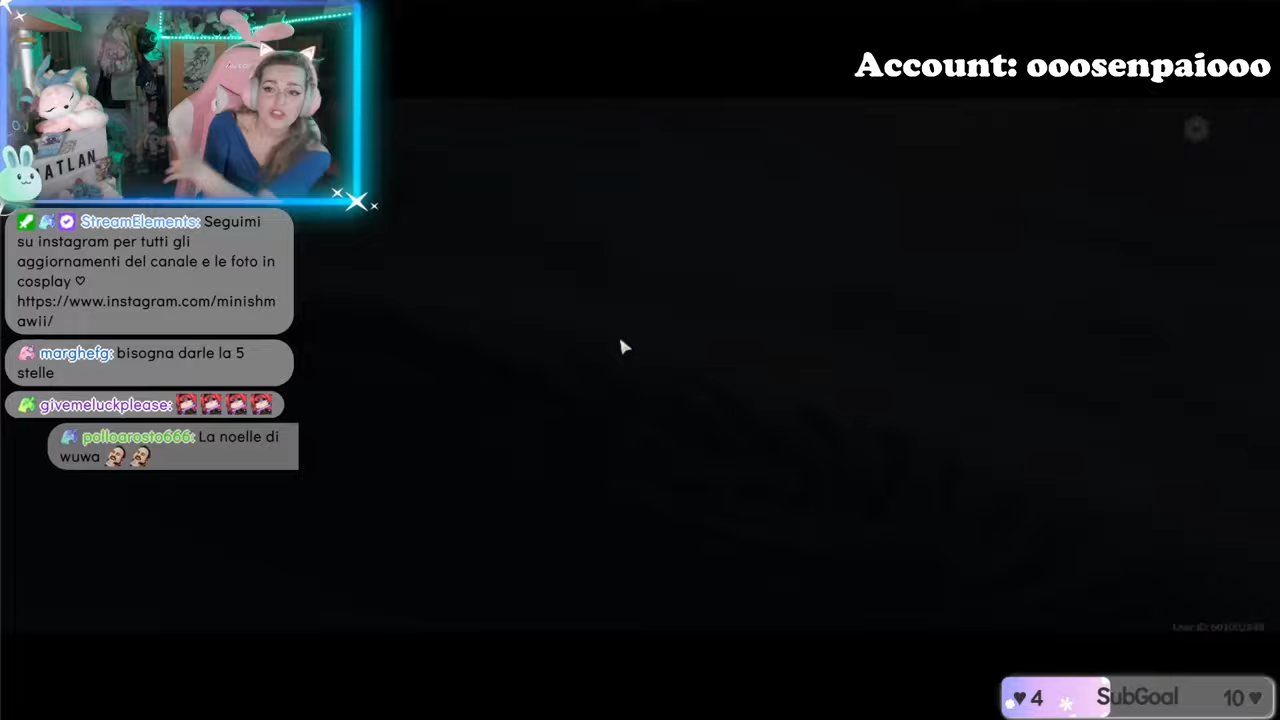 Account: ooosenpaiooo
ATLAN
StreamElements: Seguimi
su instagram per tutti gli
aggiornamenti del canale e le foto in
cosplay ♡
https://www.instagram.com/minishm
awii/
marghefg: bisogna darle la 5
stelle
givemeluckplease:
polloarosto666: La noelle di
wuwa
♥ 4 SubGoal 10 ♥